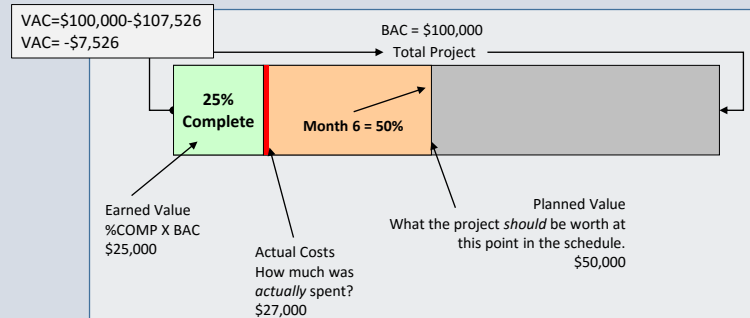 VAC=$100,000-$107,526
VAC= -$7,526
BAC = $100,000
Total Project
25%
Complete
Month 6 = 50%
Earned Value
%COMP X BAC
$25,000
Actual Costs
How much was
actually spent?
$27,000
Planned Value
What the project should be worth at
this point in the schedule.
$50,000